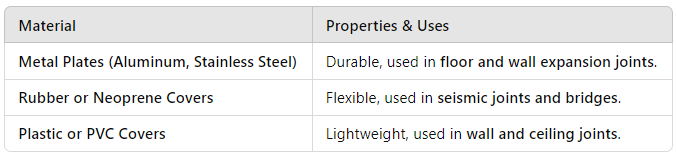 Material Properties & Uses
Metal Plates (Aluminum, Stainless Steel) Durable, used in floor and wall expansion joints.
Rubber or Neoprene Covers Flexible, used in seismic joints and bridges.
Plastic or PVC Covers Lightweight, used in wall and ceiling joints.